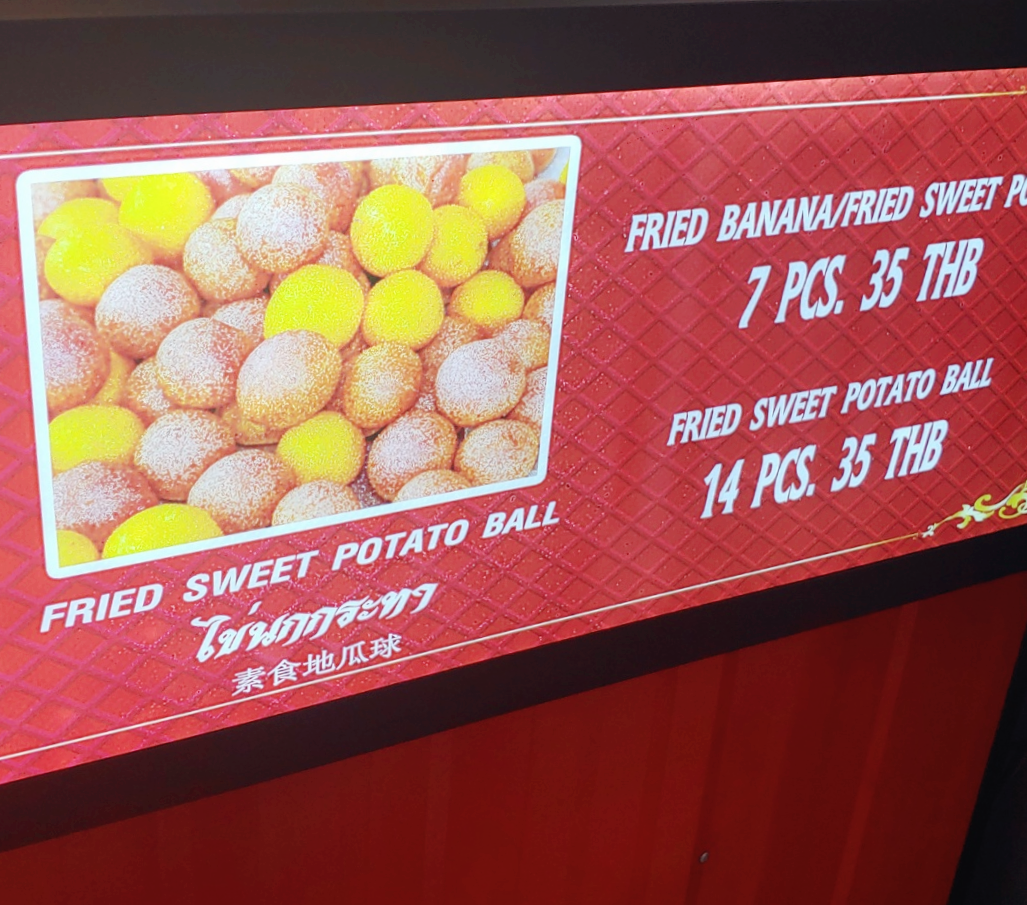 FRIED BANANA/FRIED SWEET
7 PCS. 35 THB
FRIED SWEET POTATO BALL
14 PCS. 35 THB
FRIED SWEET POTATO BALL
ไข่นกกระทา
素食地瓜球